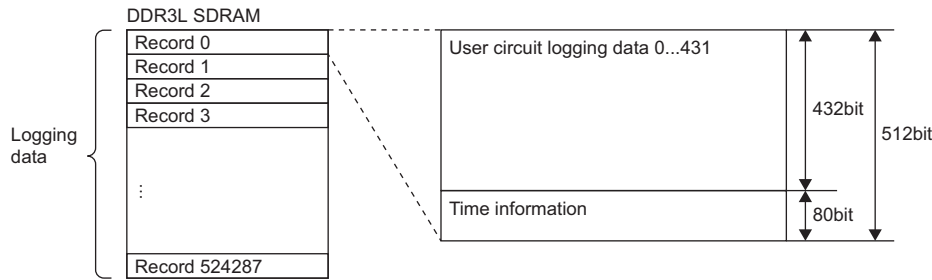 DDR3L SDRAM
Logging data
Record 0
Record 1
Record 2
Record 3
⋮
Record 524287
User circuit logging data 0...431
Time information
432bit
80bit
512bit